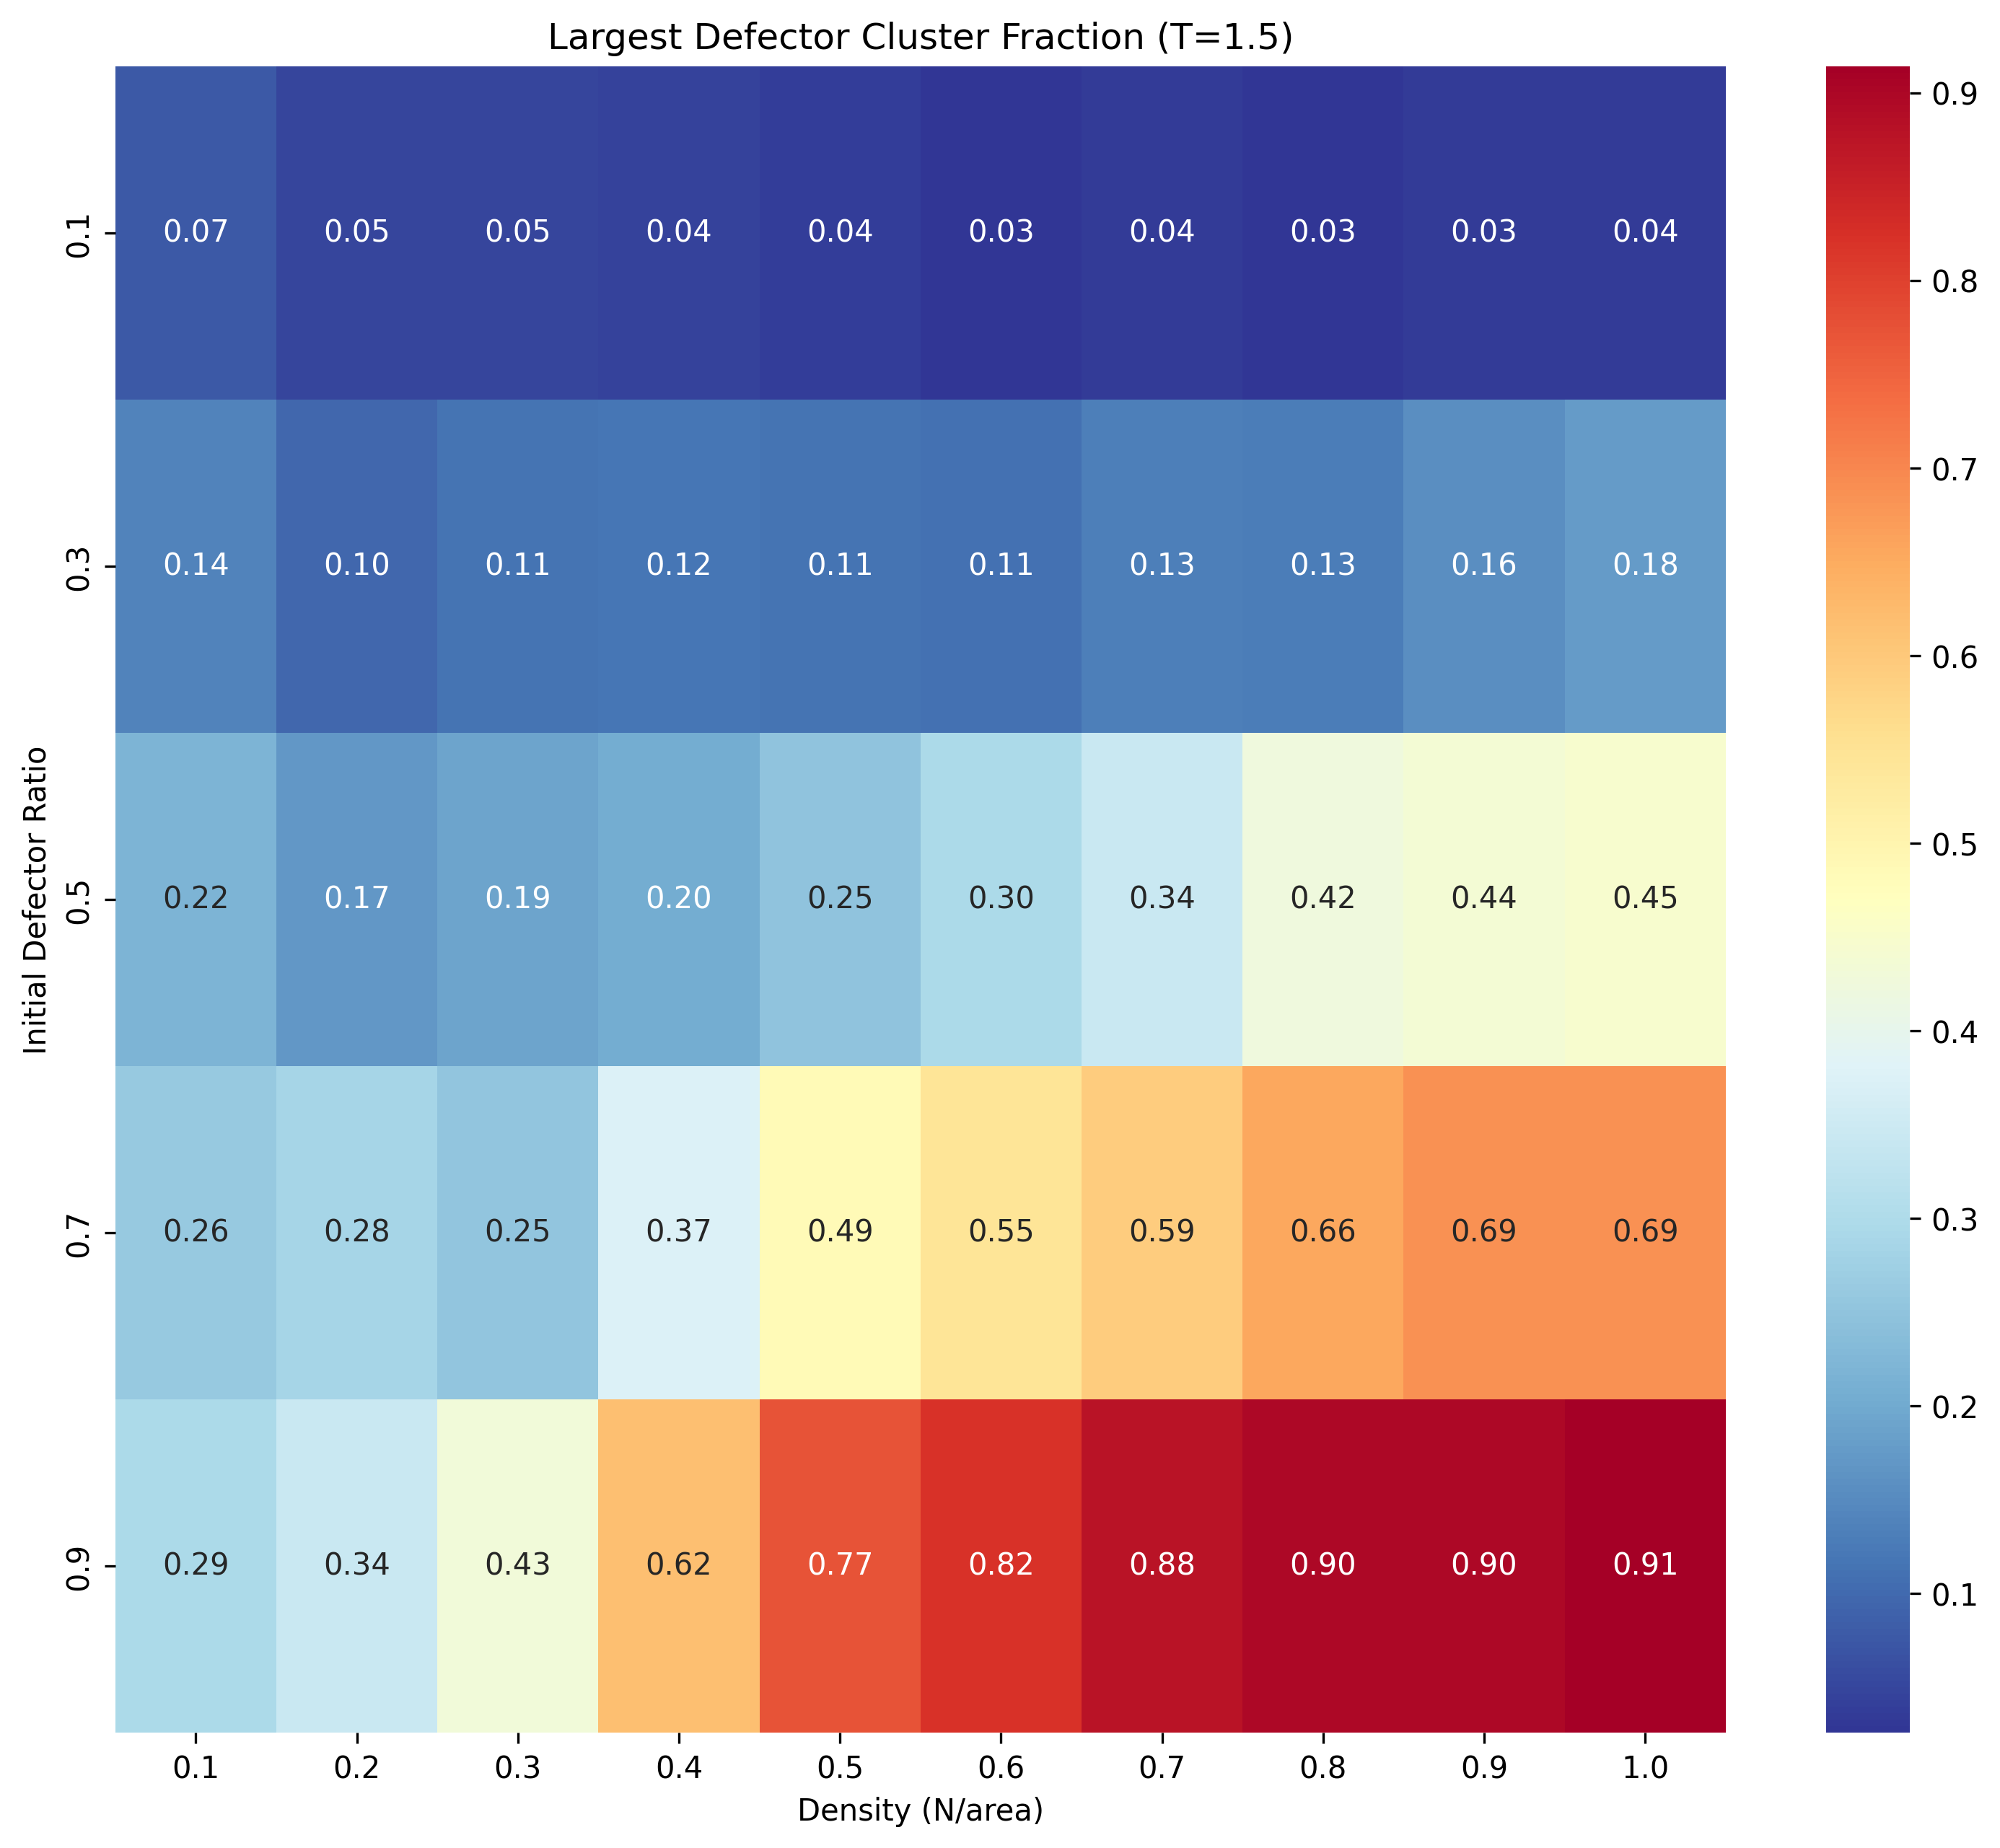 Largest Defector Cluster Fraction (T=1.5)
Initial Defector Ratio
0.1 0.07 0.05 0.05 0.04 0.04 0.03 0.04 0.03 0.03 0.04
0.3 0.14 0.10 0.11 0.12 0.11 0.11 0.13 0.13 0.16 0.18
0.5 0.22 0.17 0.19 0.20 0.25 0.30 0.34 0.42 0.44 0.45
0.7 0.26 0.28 0.25 0.37 0.49 0.55 0.59 0.66 0.69 0.69
0.9 0.29 0.34 0.43 0.62 0.77 0.82 0.88 0.90 0.90 0.91
0.1 0.2 0.3 0.4 0.5 0.6 0.7 0.8 0.9 1.0
Density (N/area)
0.9
0.8
0.7
0.6
0.5
0.4
0.3
0.2
0.1